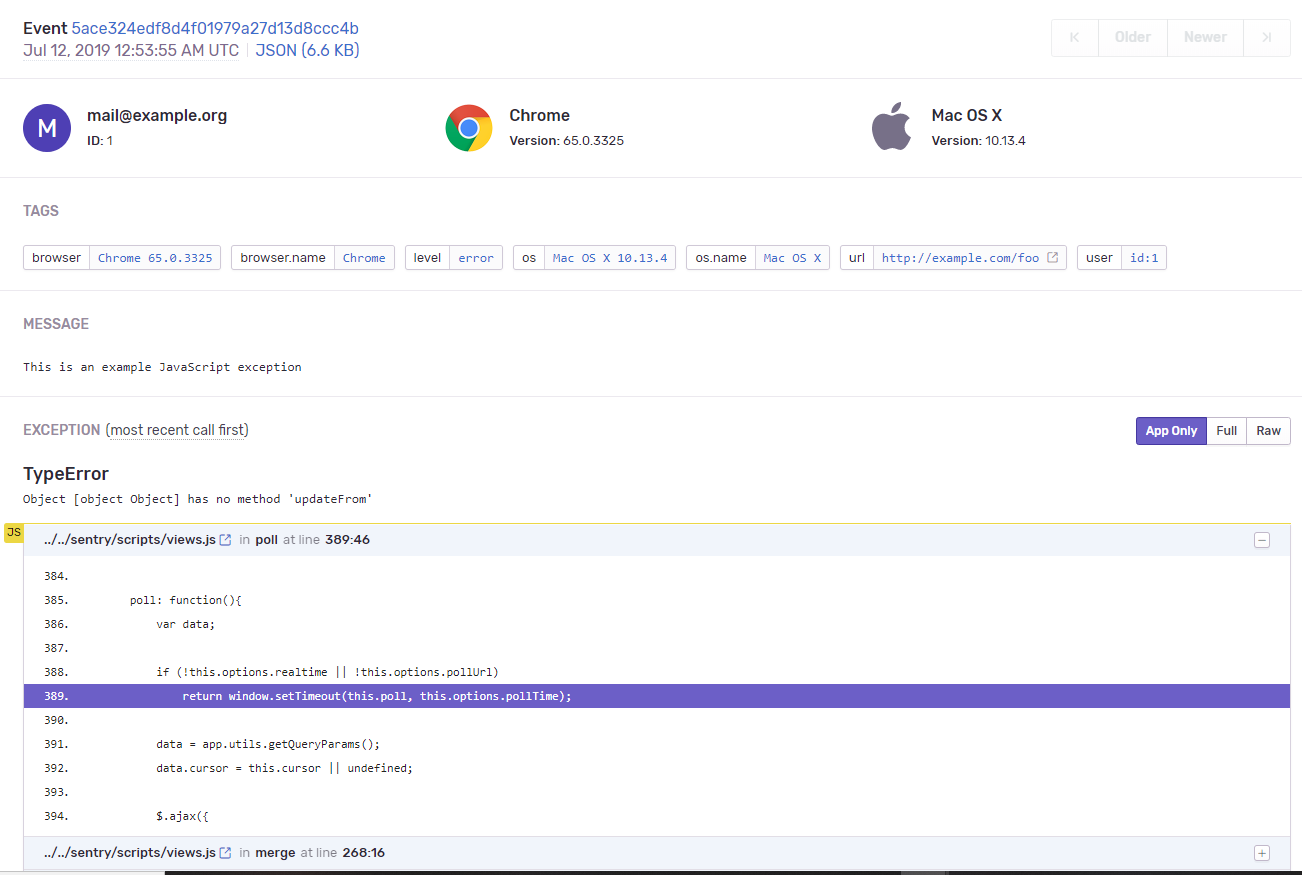 Event 5ace324edf8d4f01979a27d13d8ccc4b
Jul 12, 2019 12:53:55 AM UTC JSON (6.6 KB)
Older Newer
M
mail@example.org
ID: 1
Chrome
Version: 65.0.3325
Mac OS X
Version: 10.13.4
TAGS
browser Chrome 65.0.3325 browser.name Chrome level error os Mac OS X 10.13.4 os.name Mac OS X url http://example.com/foo user id:1
MESSAGE
This is an example JavaScript exception
EXCEPTION (most recent call first) App Only Full Raw
TypeError
Object [object Object] has no method 'updateFrom'
JS
../../sentry/scripts/views.js in poll at line 389:46
384.
385. poll: function(){
386. var data;
387.
388. if (!this.options.realtime || !this.options.pollUrl)
389. return window.setTimeout(this.poll, this.options.pollTime);
390.
391. data = app.utils.getQueryParams();
392. data.cursor = this.cursor || undefined;
393.
394. $.ajax({
../../sentry/scripts/views.js in merge at line 268:16